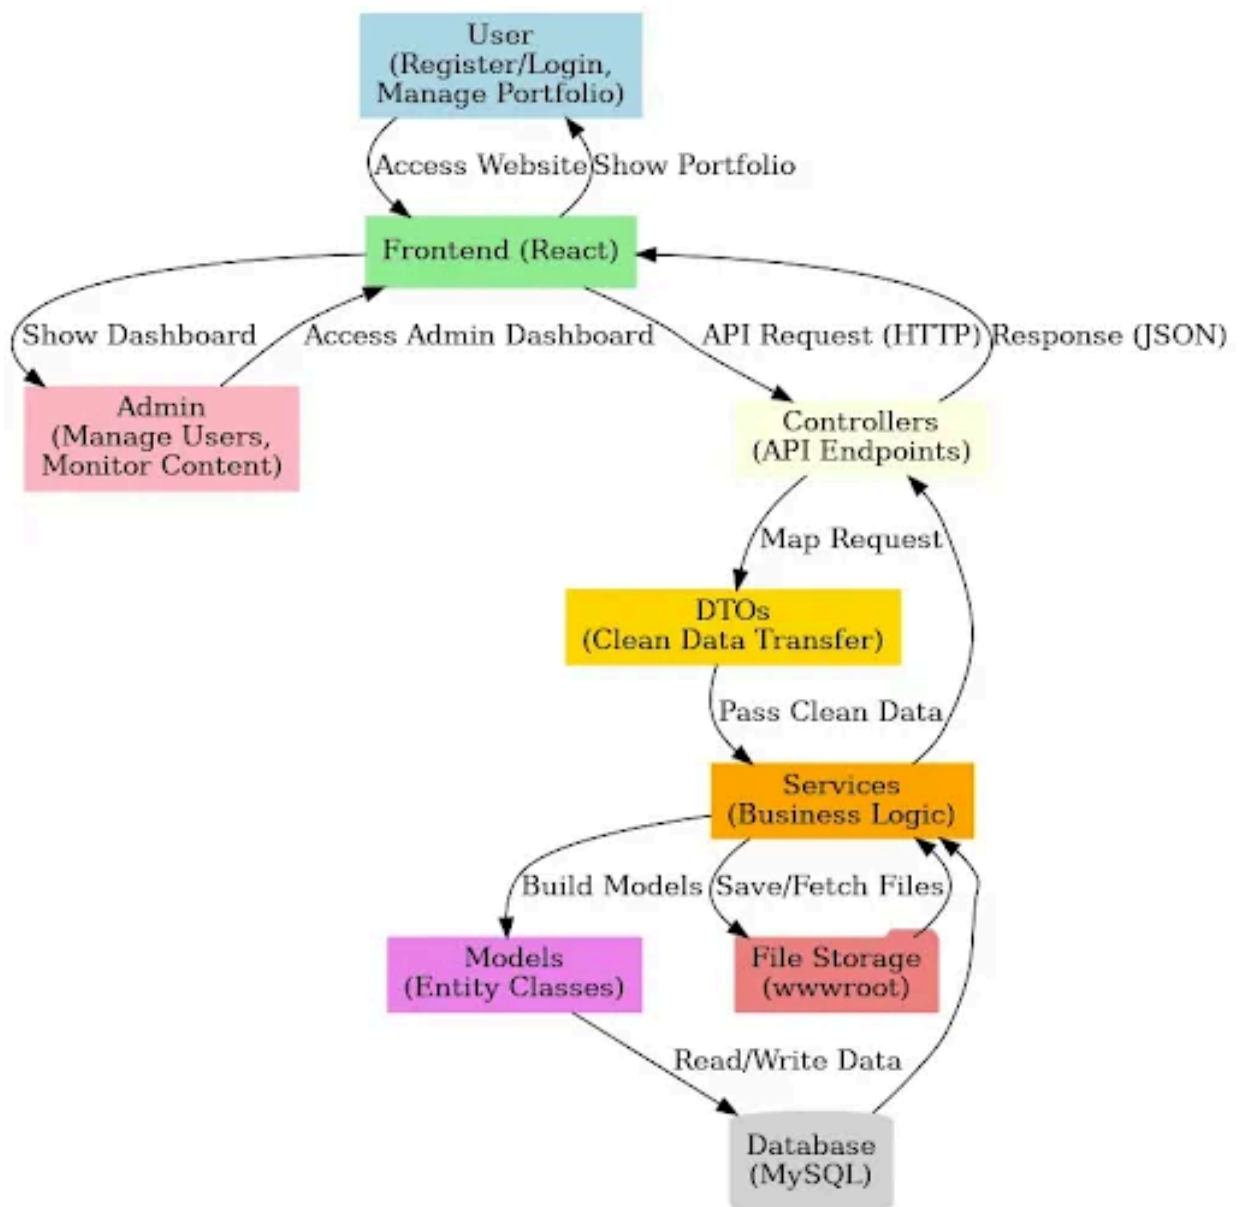 User
(Register/Login,
Manage Portfolio)
Access Website
Show Portfolio
Frontend (React)
Show Dashboard
Access Admin Dashboard
API Request (HTTP)
Response (JSON)
Admin
(Manage Users,
Monitor Content)
Controllers
(API Endpoints)
Map Request
DTOs
(Clean Data Transfer)
Pass Clean Data
Services
(Business Logic)
Build Models
Save/Fetch Files
Models
(Entity Classes)
File Storage
(wwwroot)
Read/Write Data
Database
(MySQL)